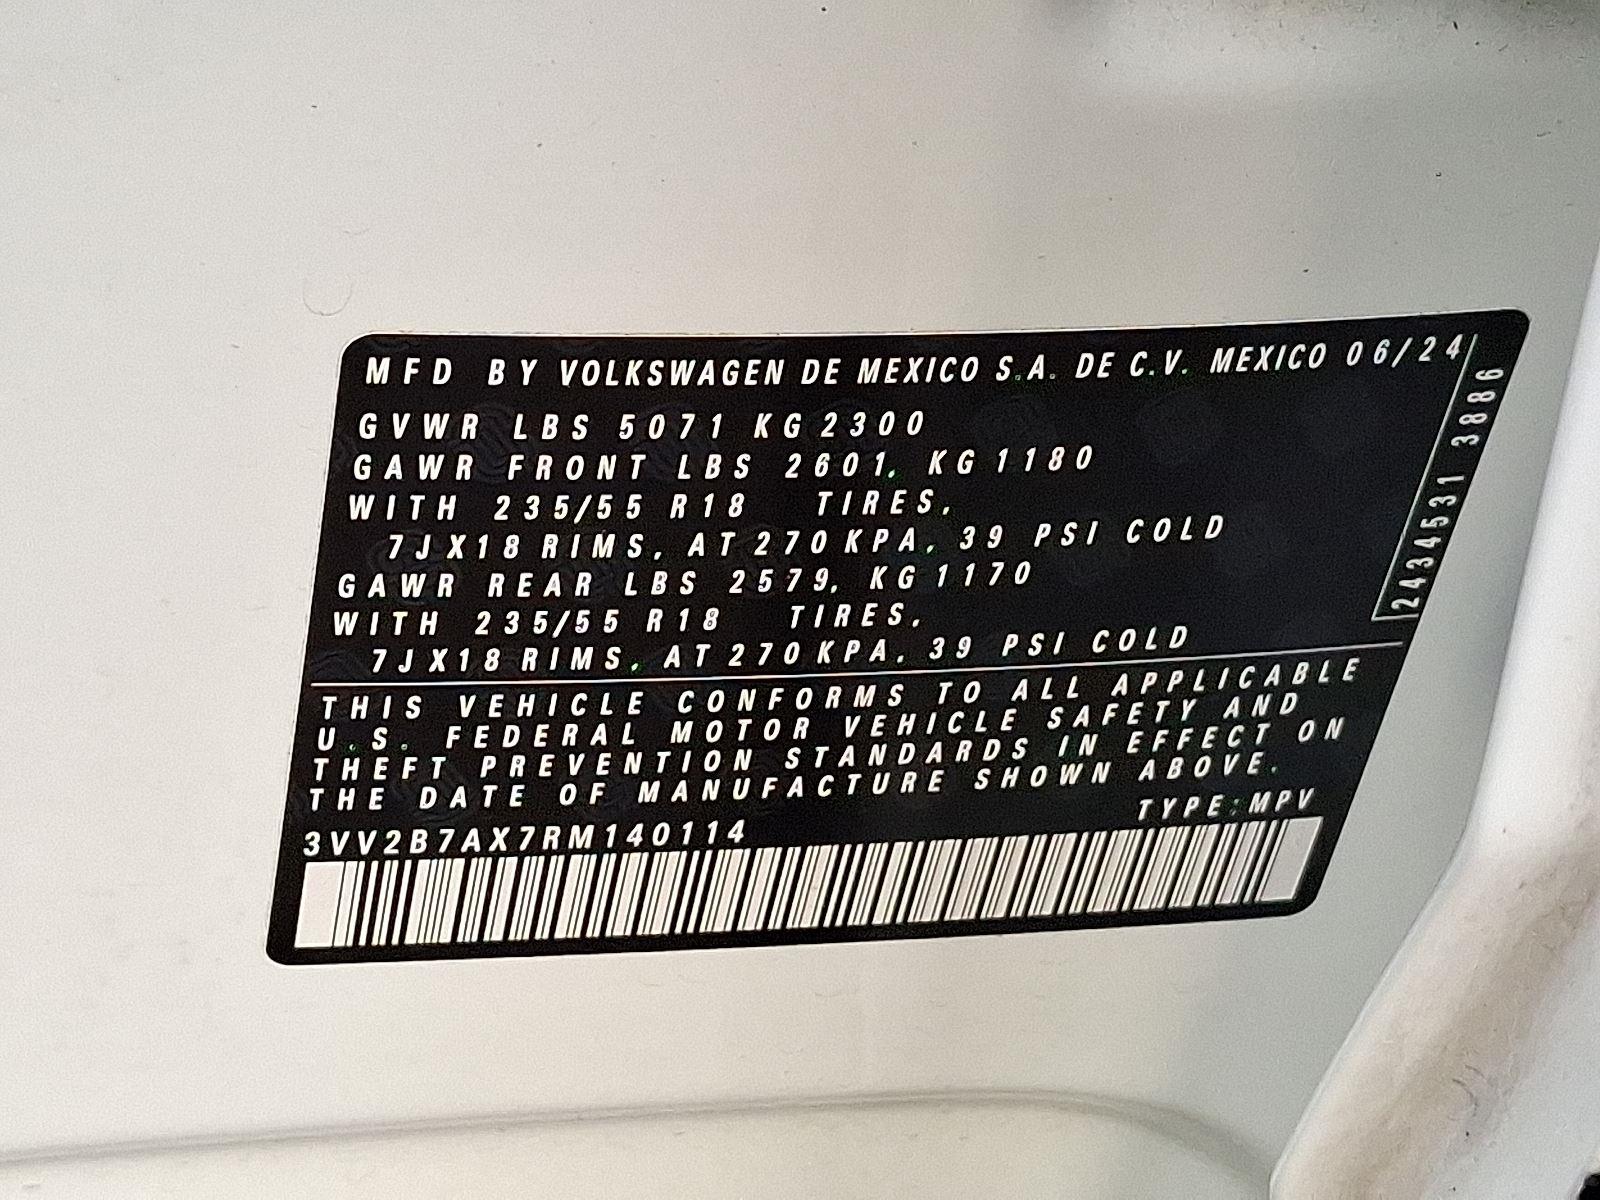 MFD BY VOLKSWAGEN DE MEXICO S.A. DE C.V. MEXICO 06/24
GVWR LBS 5071 KG 2300
GAWR FRONT LBS 2601, KG 1180
WITH 235/55 R18 TIRES,
7JX18 RIMS, AT 270 KPA, 39 PSI COLD
GAWR REAR LBS 2579, KG 1170
WITH 235/55 R18 TIRES,
7JX18 RIMS, AT 270 KPA, 39 PSI COLD
2434531 3886
THIS VEHICLE CONFORMS TO ALL APPLICABLE
U.S. FEDERAL MOTOR VEHICLE SAFETY AND
THEFT PREVENTION STANDARDS IN EFFECT ON
THE DATE OF MANUFACTURE SHOWN ABOVE.
TYPE:MPV
3VV2B7AX7RM140114